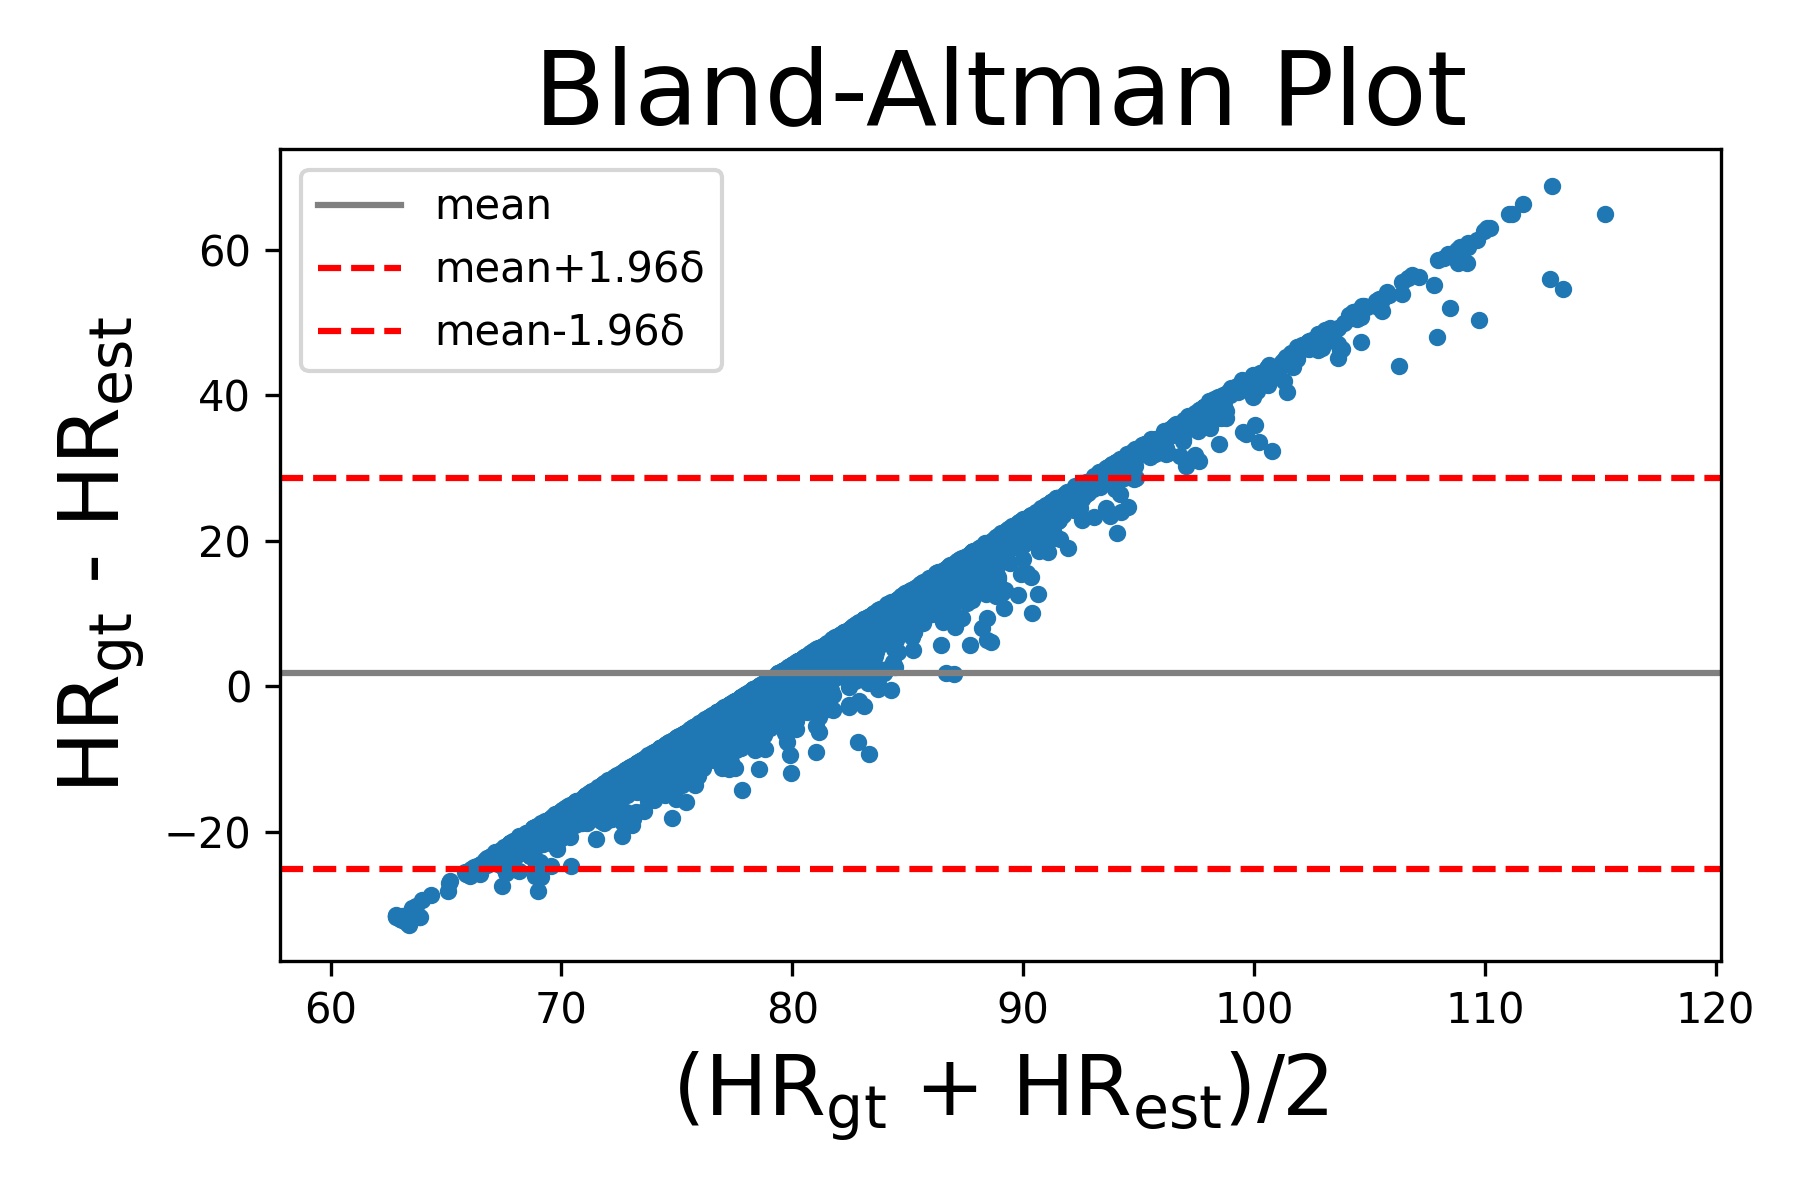 Bland-Altman Plot
mean
mean+1.96δ
mean-1.96δ
HRgt - HRest
60
40
20
0
−20
60 70 80 90 100 110 120
(HRgt + HRest)/2